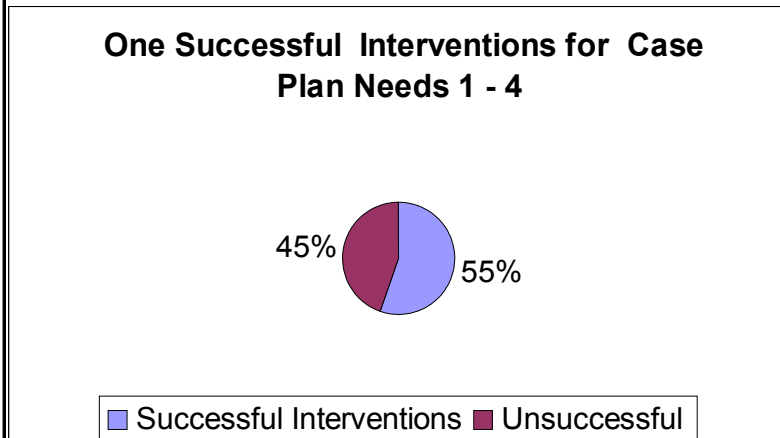 One Successful Interventions for Case
Plan Needs 1 - 4
45%
55%
Successful Interventions Unsuccessful